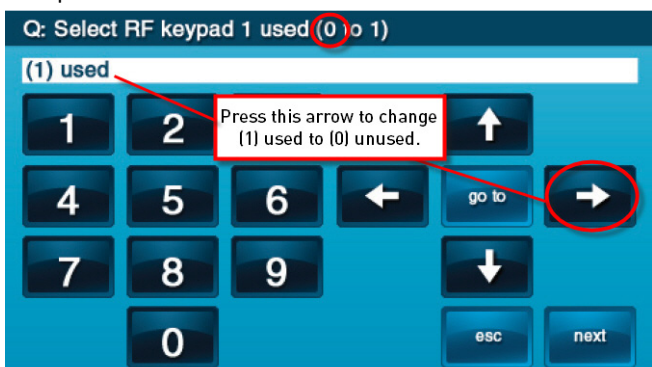 Q: Select RF keypad 1 used (0 to 1)
(1) used
Press this arrow to change
(1) used to (0) unused.
1 2
4 5 6 go to
7 8 9
0 esc next